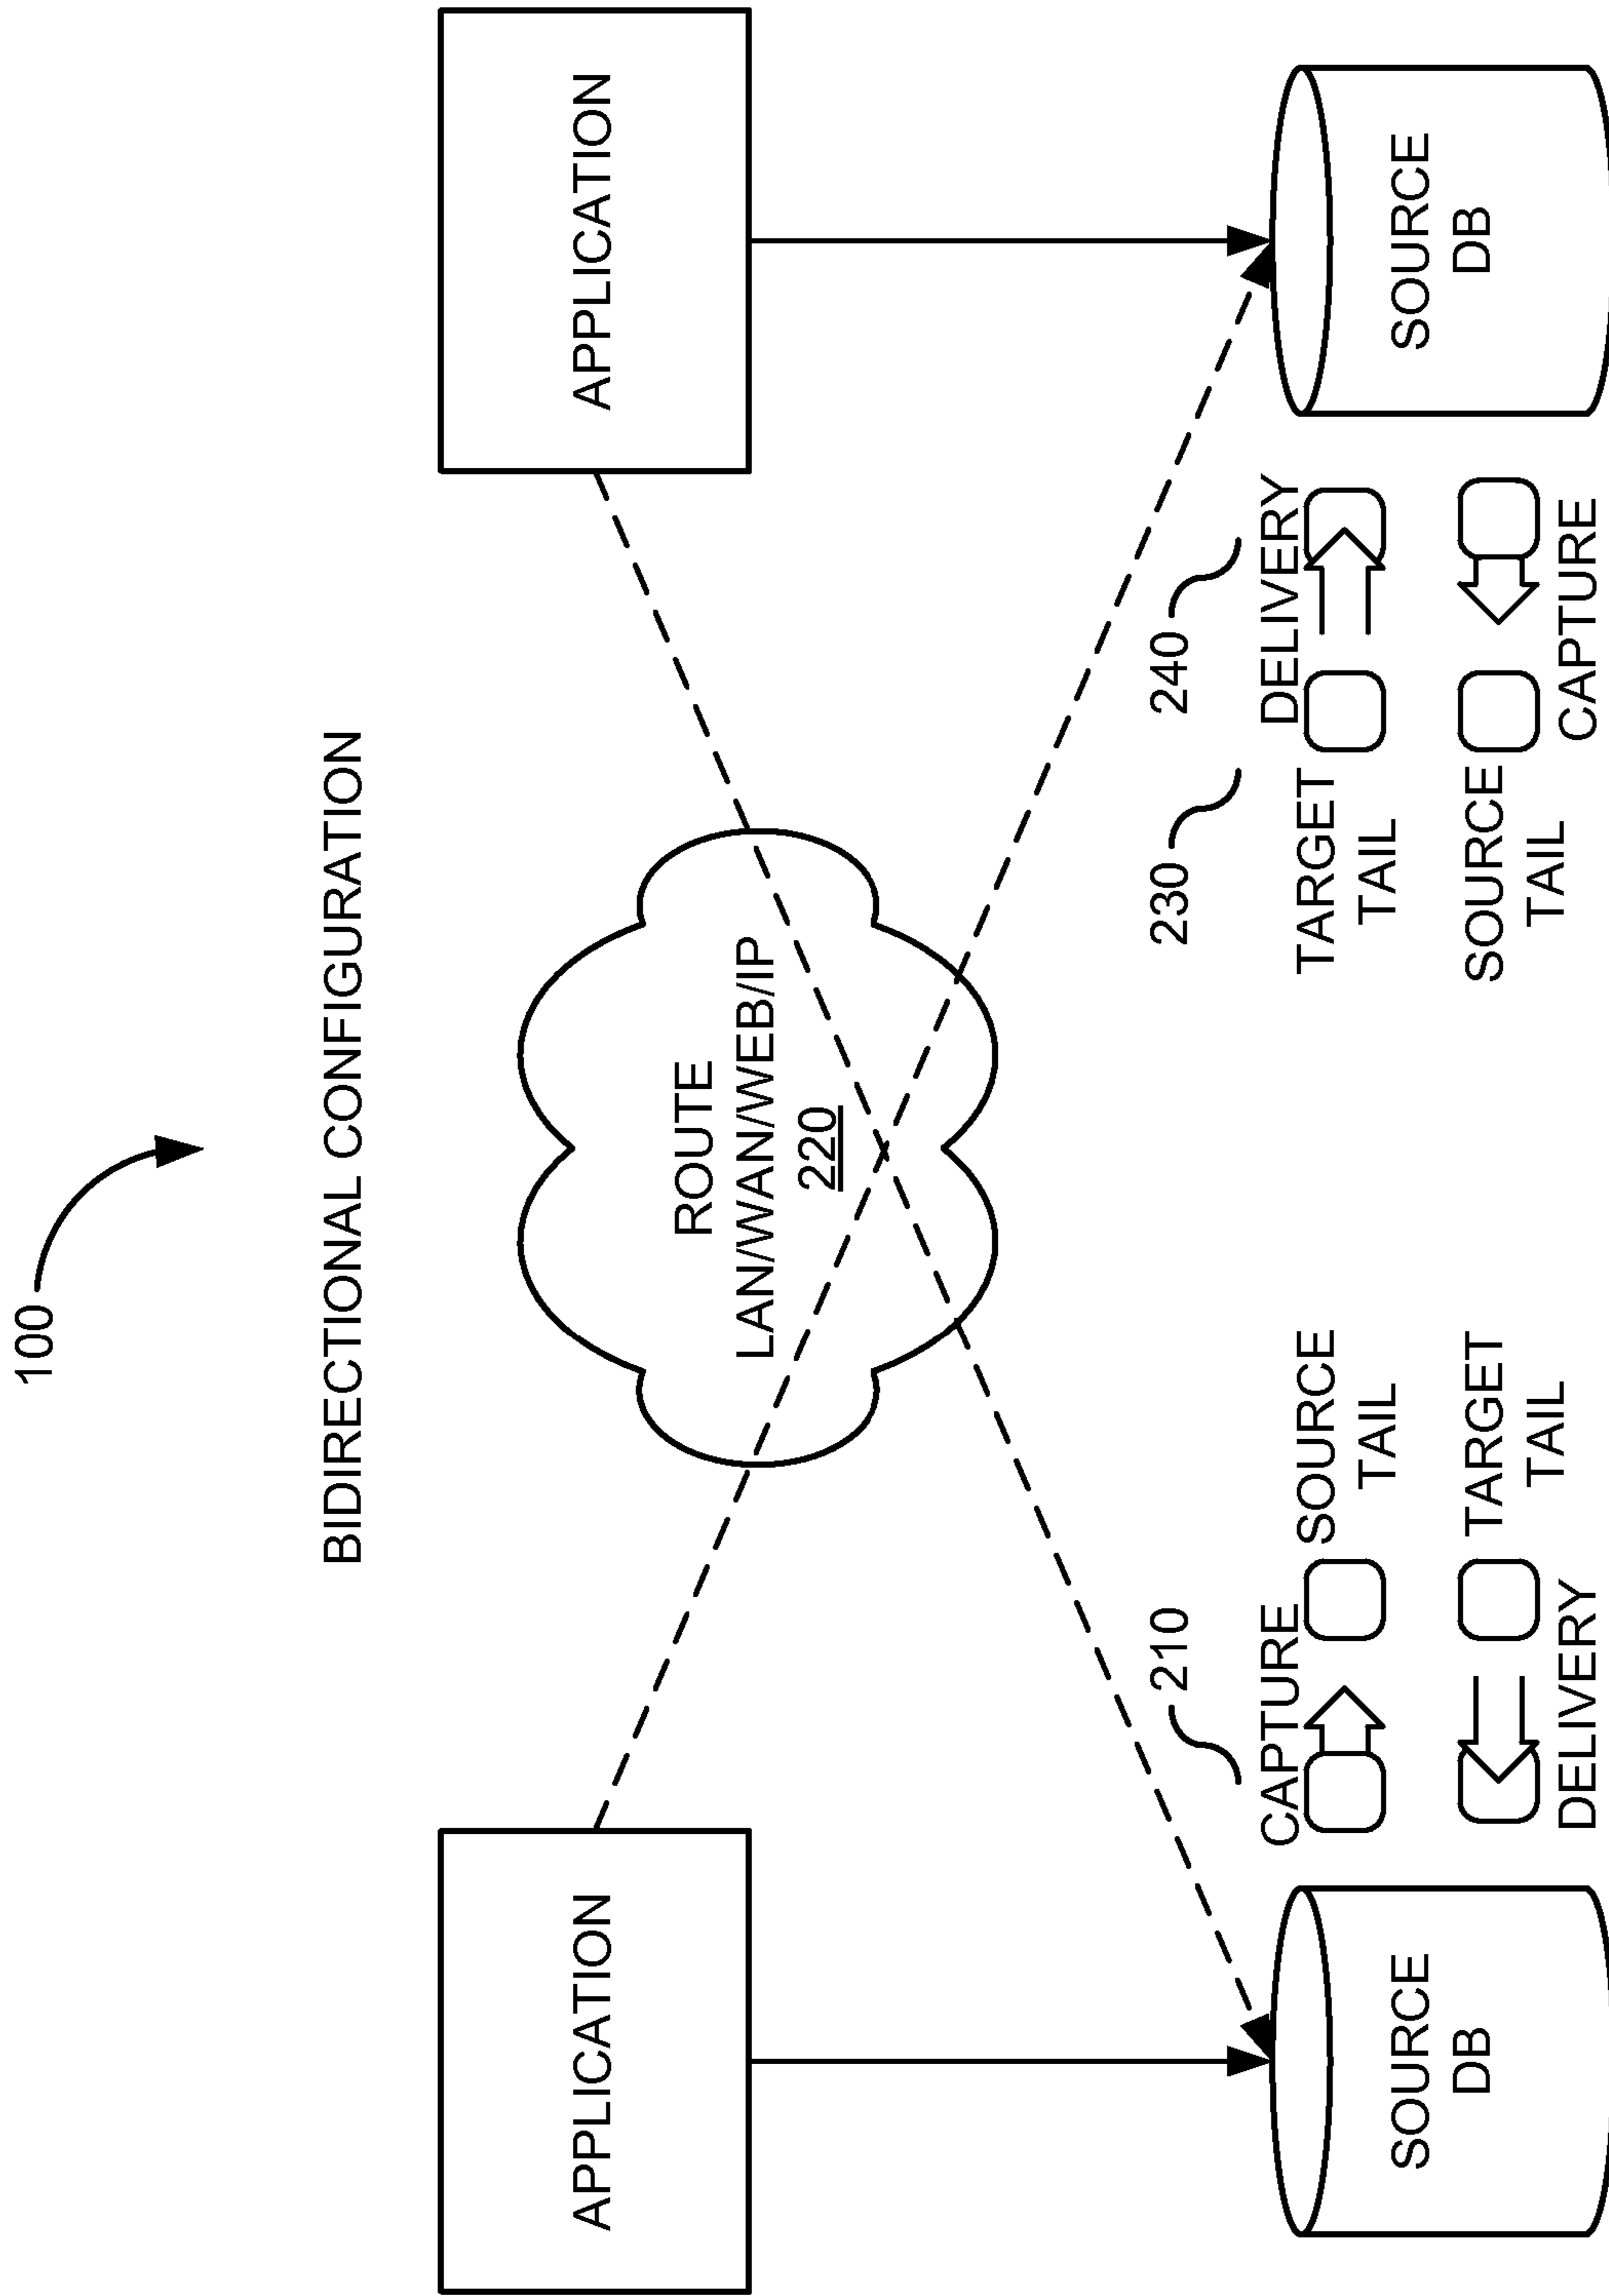 100
BIDIRECTIONAL CONFIGURATION
APPLICATION
APPLICATION
ROUTE
LAN/WAN/WEB/IP
220
210
230
240
CAPTURE
SOURCE
TAIL
TARGET
TAIL
DELIVERY
DELIVERY
TARGET
TAIL
SOURCE
TAIL
CAPTURE
SOURCE
DB
SOURCE
DB